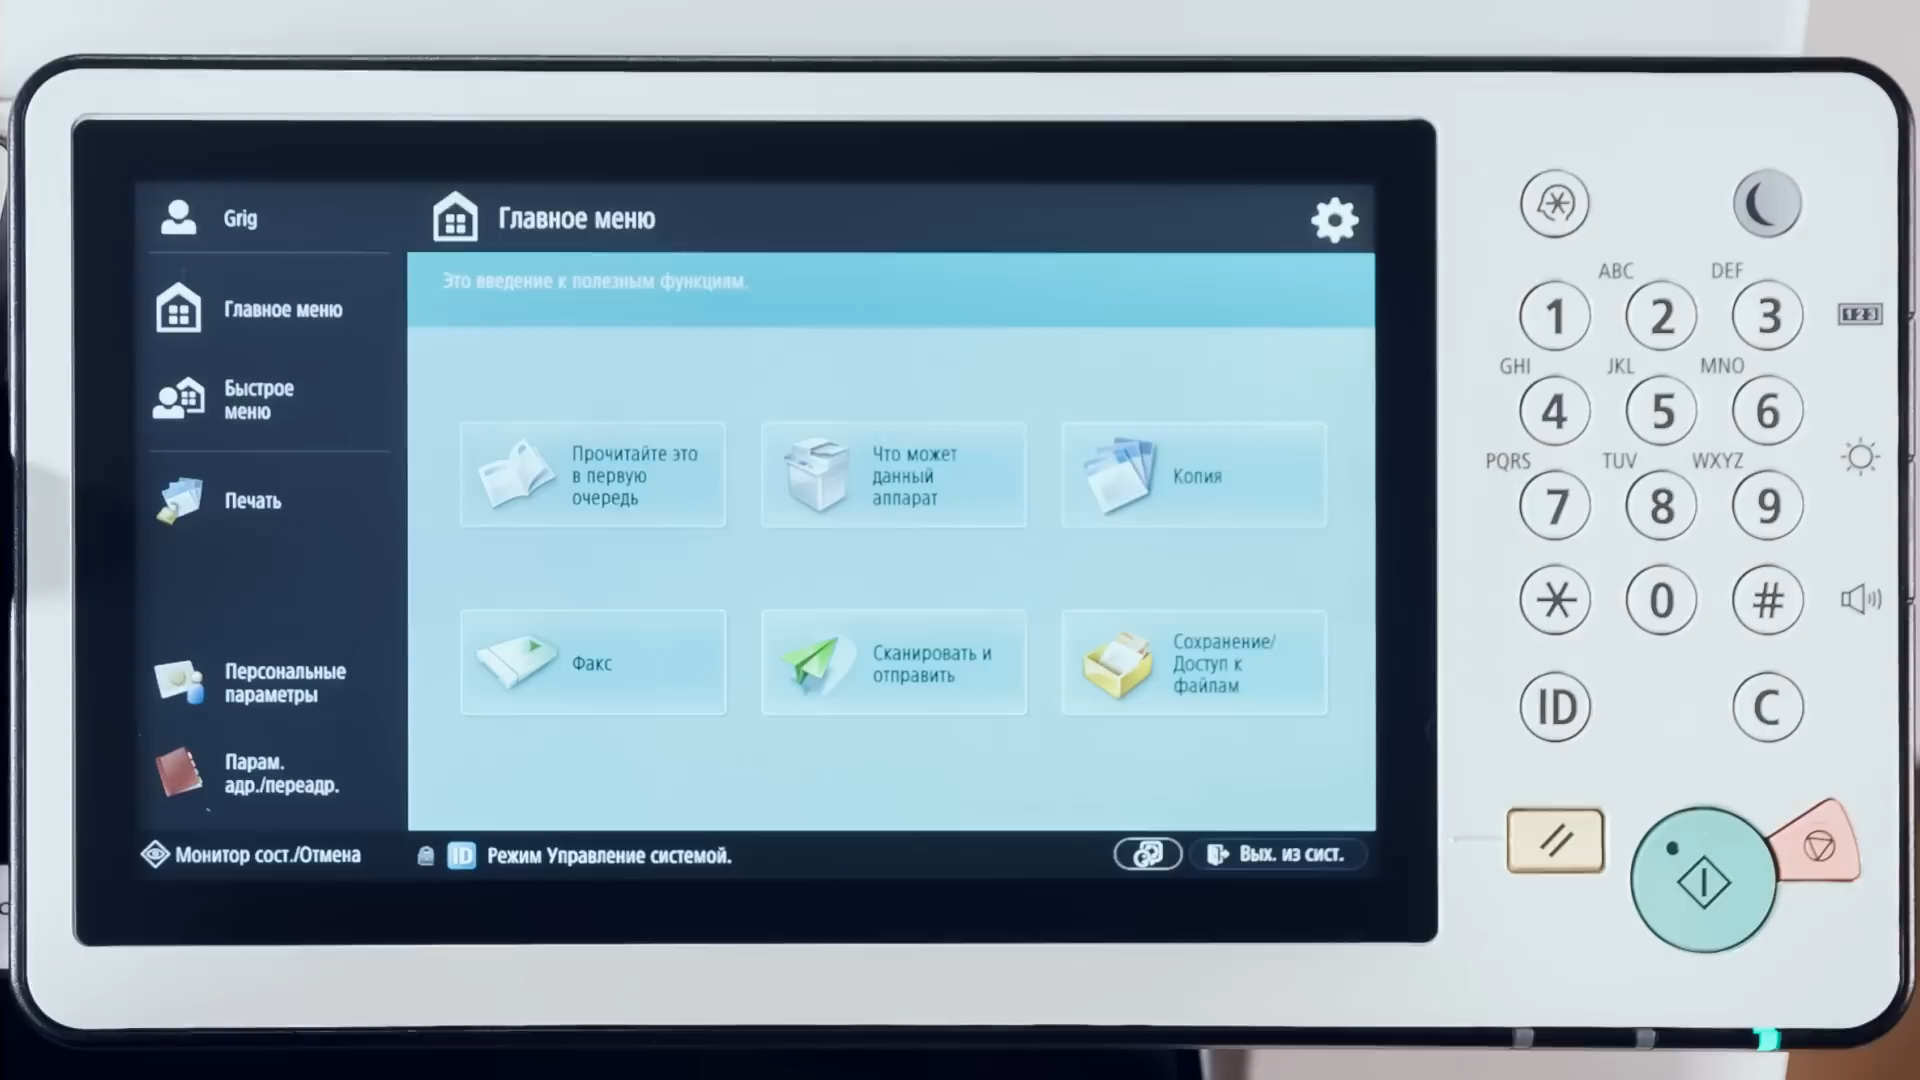 Grig
Главное меню
Главное меню
Быстрое
меню
Печать
Персональные
параметры
Парам.
адр./переадр.
Это введение к полезным функциям.
Прочитайте это
в первую
очередь
Что может
данный
аппарат
Копия
Факс
Сканировать и
отправить
Сохранение/
Доступ к
файлам
Монитор сост./Отмена
ID Режим Управление системой.
Вых. из сист.
ABC DEF
1 2 3
123
GHI JKL MNO
4 5 6
PQRS TUV WXYZ
7 8 9
* 0 #
ID C